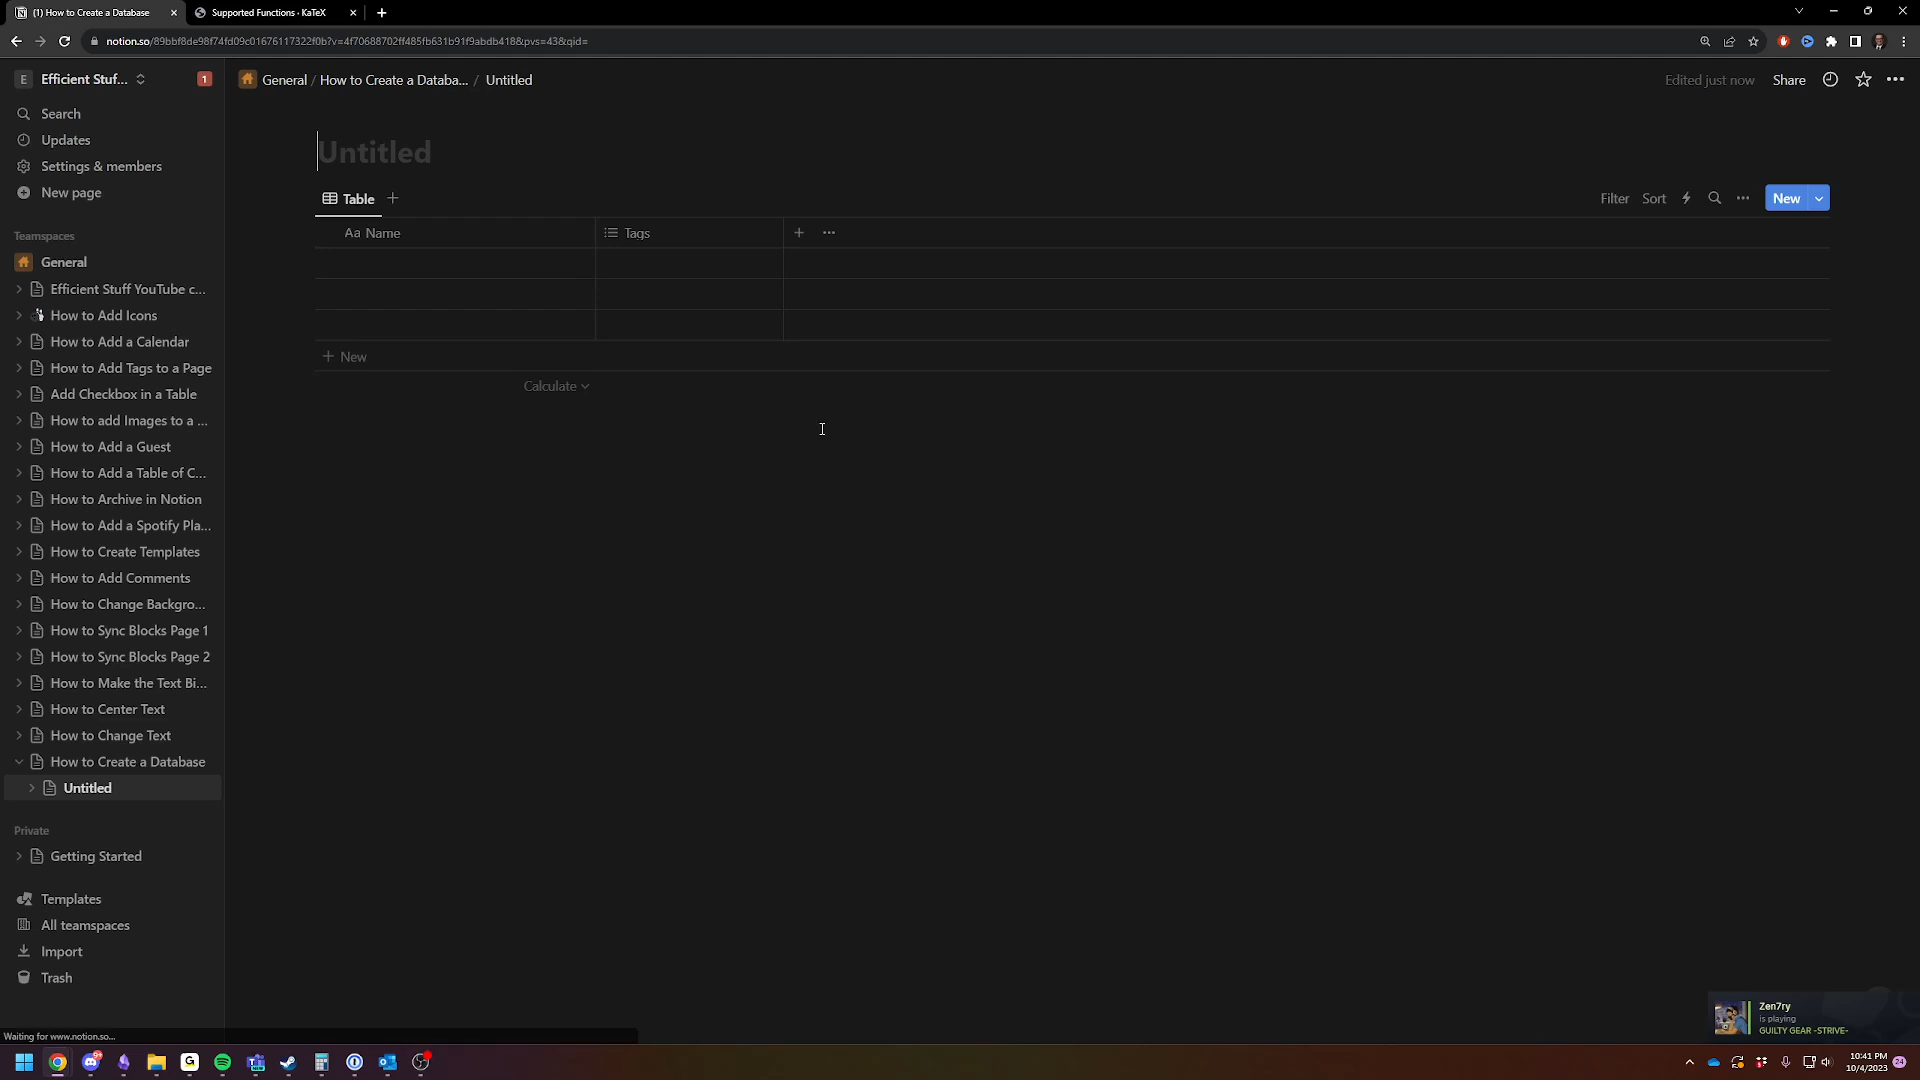 (1) How to Create a Database
Supported Functions · KaTeX
notion.so/89bbf8de98f74fd09c01676117322f0b?v=4f70688702ff485fb631b91f9abdb418&pvs=43&qid=
E Efficient Stuf... 1
General / How to Create a Databa... / Untitled
Edited just now Share
Search
Updates
Settings & members
New page
Teamspaces
General
Efficient Stuff YouTube c...
How to Add Icons
How to Add a Calendar
How to Add Tags to a Page
Add Checkbox in a Table
How to add Images to a ...
How to Add a Guest
How to Add a Table of C...
How to Archive in Notion
How to Add a Spotify Pla...
How to Create Templates
How to Add Comments
How to Change Backgro...
How to Sync Blocks Page 1
How to Sync Blocks Page 2
How to Make the Text Bi...
How to Center Text
How to Change Text
How to Create a Database
Untitled
Private
Getting Started
Templates
All teamspaces
Import
Trash
Untitled
Table
Filter Sort New
Aa Name Tags
New
Calculate
Waiting for www.notion.so...
Zen7ry
is playing
GUILTY GEAR -STRIVE-
10:41 PM
10/4/2023
24